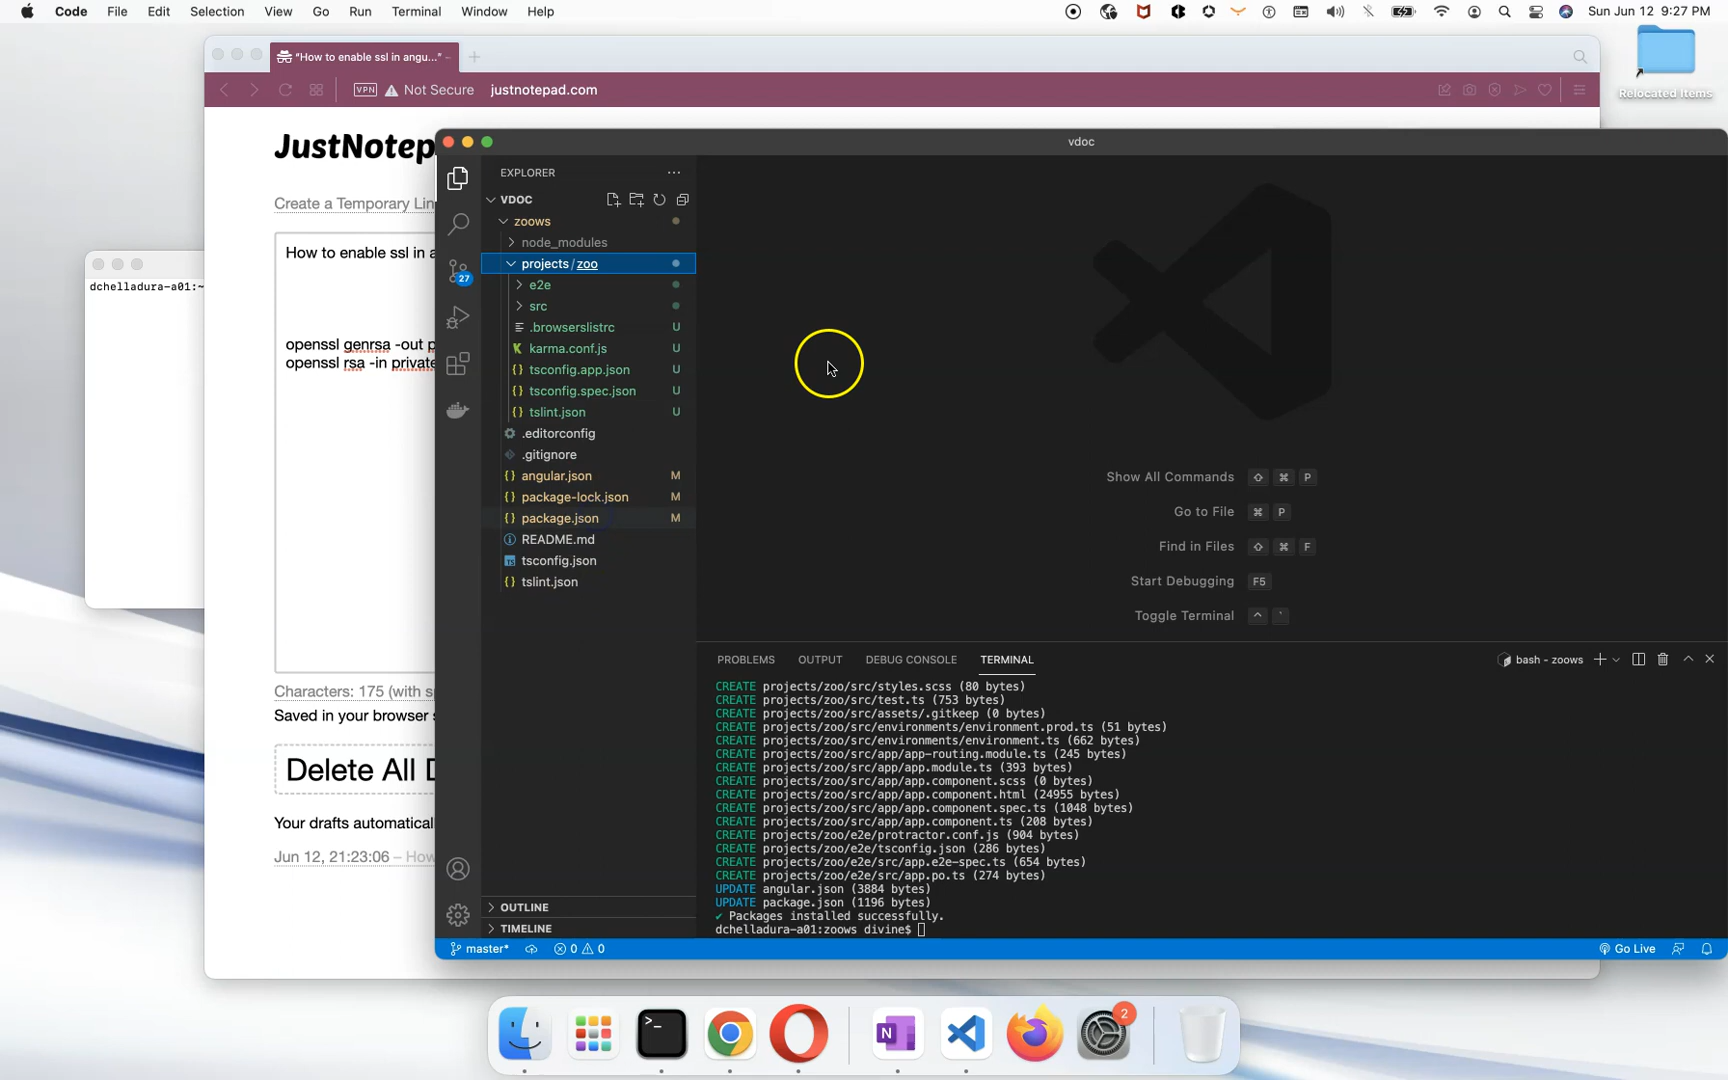 Code File Edit Selection View Go Run Terminal Window Help
Sun Jun 12 9:27 PM
"How to enable ssl in angu..."
VPN Not Secure justnotepad.com
Relocated Items
JustNotep
Create a Temporary Lin
How to enable ssl in a
openssl genrsa -out p
openssl rsa -in private
Characters: 175 (with s
Saved in your browser s
Delete All D
Your drafts automatical
Jun 12, 21:23:06 – How
dchelladura-a01:~
vdoc
EXPLORER
VDOC
zoows
node_modules
projects / zoo
e2e
src
.browserslistrc U
karma.conf.js U
tsconfig.app.json U
tsconfig.spec.json U
tslint.json U
.editorconfig
.gitignore
angular.json M
package-lock.json M
package.json M
README.md
tsconfig.json
tslint.json
OUTLINE
TIMELINE
27
Show All Commands ⇧ ⌘ P
Go to File ⌘ P
Find in Files ⇧ ⌘ F
Start Debugging F5
Toggle Terminal ^ `
PROBLEMS OUTPUT DEBUG CONSOLE TERMINAL
bash - zoows
CREATE projects/zoo/src/styles.scss (80 bytes)
CREATE projects/zoo/src/test.ts (753 bytes)
CREATE projects/zoo/src/assets/.gitkeep (0 bytes)
CREATE projects/zoo/src/environments/environment.prod.ts (51 bytes)
CREATE projects/zoo/src/environments/environment.ts (662 bytes)
CREATE projects/zoo/src/app/app-routing.module.ts (245 bytes)
CREATE projects/zoo/src/app/app.module.ts (393 bytes)
CREATE projects/zoo/src/app/app.component.scss (0 bytes)
CREATE projects/zoo/src/app/app.component.html (24955 bytes)
CREATE projects/zoo/src/app/app.component.spec.ts (1048 bytes)
CREATE projects/zoo/src/app/app.component.ts (208 bytes)
CREATE projects/zoo/e2e/protractor.conf.js (904 bytes)
CREATE projects/zoo/e2e/tsconfig.json (286 bytes)
CREATE projects/zoo/e2e/src/app.e2e-spec.ts (654 bytes)
CREATE projects/zoo/e2e/src/app.po.ts (274 bytes)
UPDATE angular.json (3884 bytes)
UPDATE package.json (1196 bytes)
✔ Packages installed successfully.
dchelladura-a01:zoows divine$
master* 0 0 Go Live
2